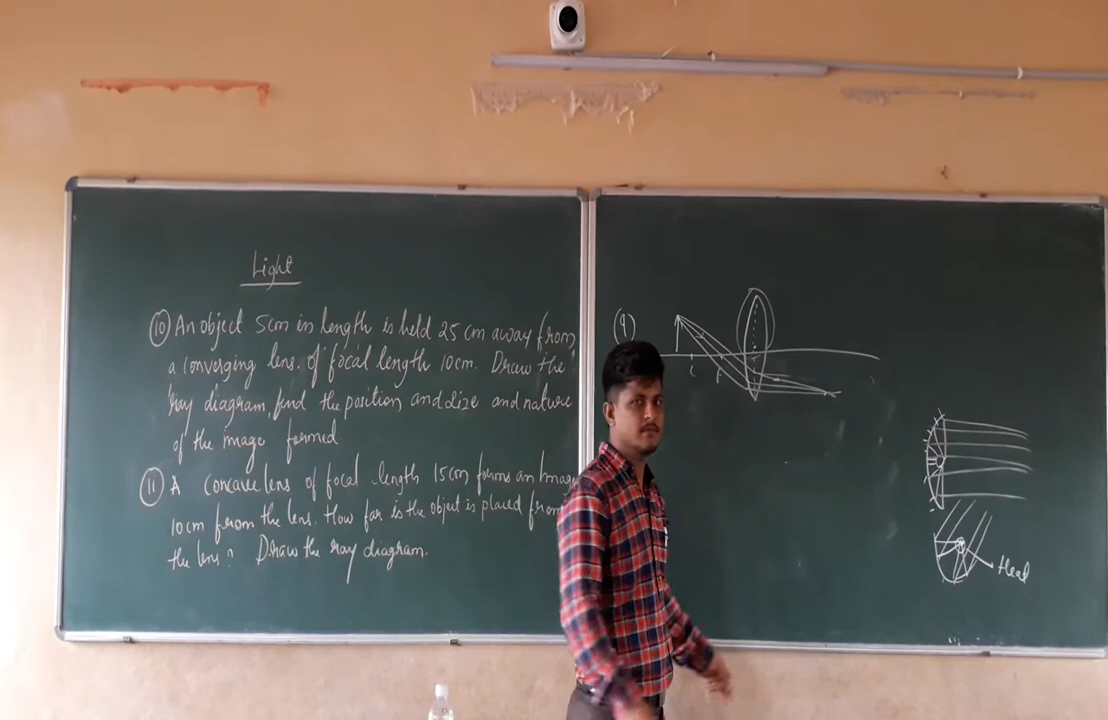 Light
(10) An object 5cm in length is held 25 cm away from
a converging lens of focal length 10cm. Draw the
ray diagram, find the position and size and nature
of the image formed.
(11) A concave lens of focal length 15cm forms an Imag
10cm from the lens. How far is the object is placed from
the lens? Draw the ray diagram.
(9)
Heal